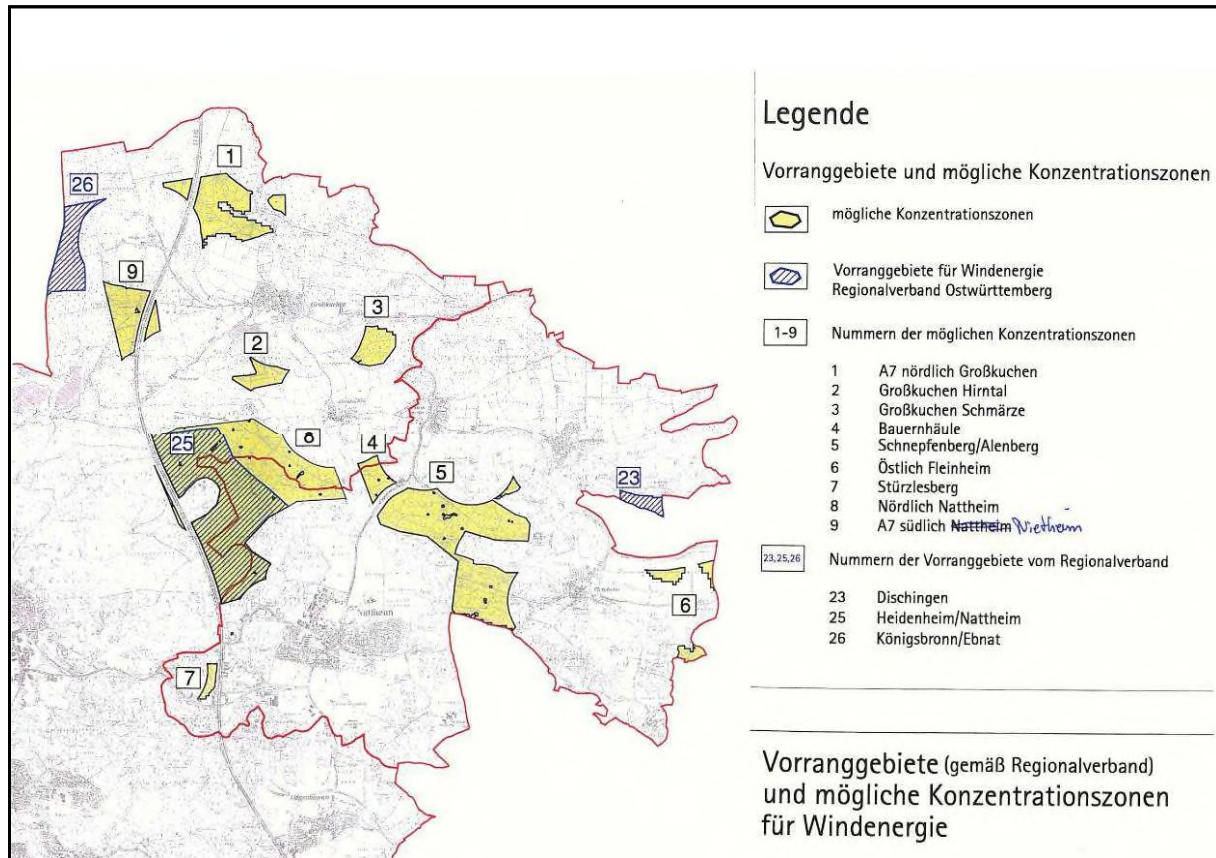 Legende
Vorranggebiete und mögliche Konzentrationszonen
mögliche Konzentrationszonen
Vorranggebiete für Windenergie
Regionalverband Ostwürttemberg
1-9 Nummern der möglichen Konzentrationszonen
1 A7 nördlich Großkuchen
2 Großkuchen Hirntal
3 Großkuchen Schmärze
4 Bauernhäule
5 Schnepfenberg/Alenberg
6 Östlich Fleinheim
7 Stürzlesberg
8 Nördlich Nattheim
9 A7 südlich Nattheim Nietheim
23,25,26 Nummern der Vorranggebiete vom Regionalverband
23 Dischingen
25 Heidenheim/Nattheim
26 Königsbronn/Ebnat
Vorranggebiete (gemäß Regionalverband)
und mögliche Konzentrationszonen
für Windenergie
1
26
9
3
2
25
8
4
5
23
6
7
Großkuchen
Nattheim